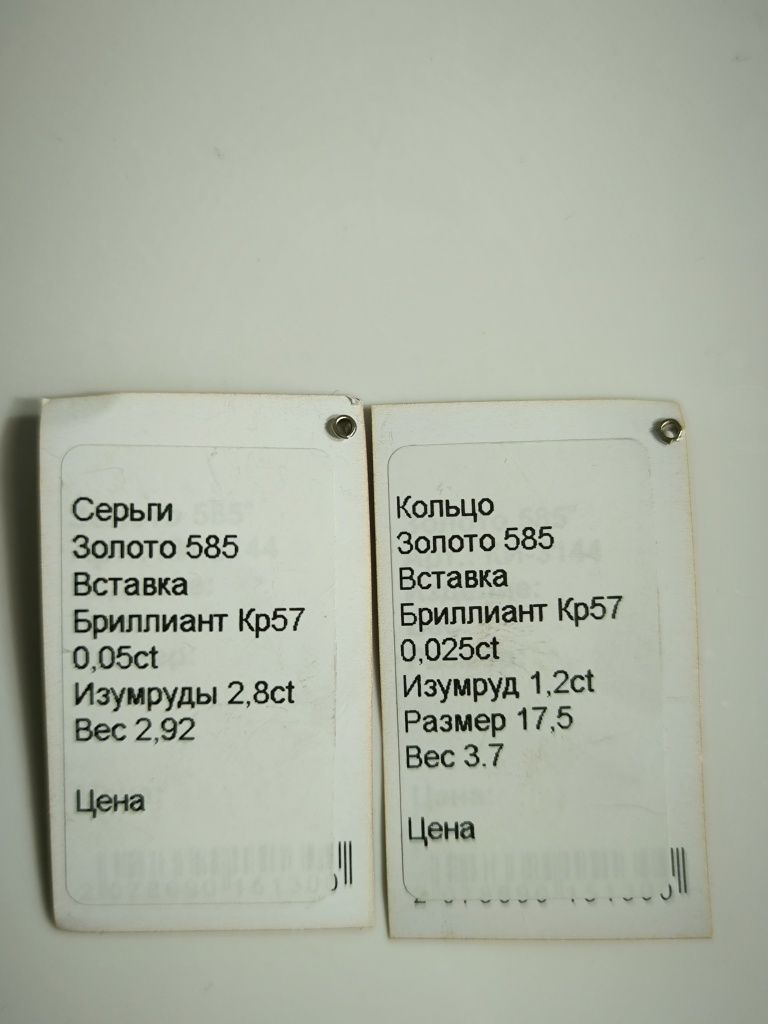 Серьги
Золото 585
Вставка
Бриллиант Кр57
0,05ct
Изумруды 2,8ct
Вес 2,92
Цена
Кольцо
Золото 585
Вставка
Бриллиант Кр57
0,025ct
Изумруд 1,2ct
Размер 17,5
Вес 3.7
Цена